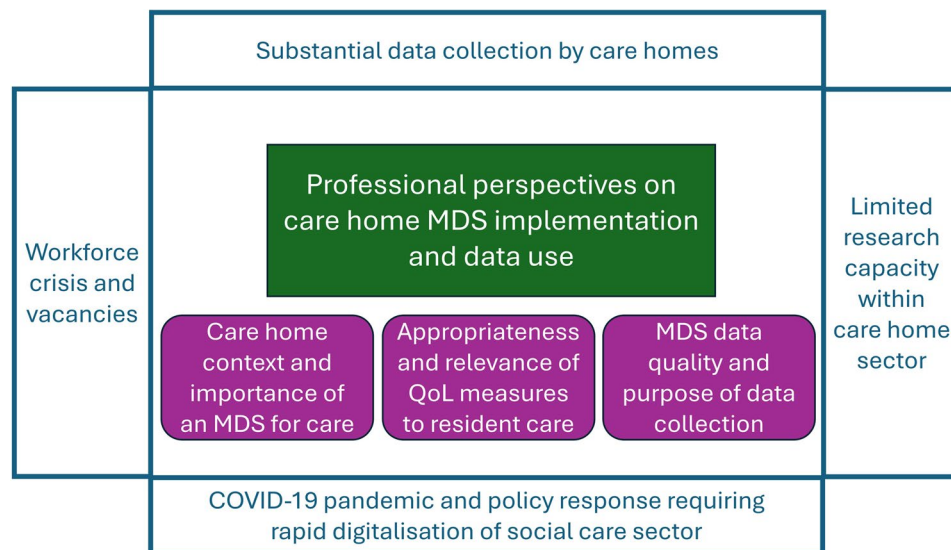 Substantial data collection by care homes
Professional perspectives on
care home MDS implementation
and data use
Workforce
crisis and
vacancies
Limited
research
capacity
within
care home
sector
Care home
context and
importance of
an MDS for care
Appropriateness
and relevance of
QoL measures
to resident care
MDS data
quality and
purpose of data
collection
COVID-19 pandemic and policy response requiring
rapid digitalisation of social care sector